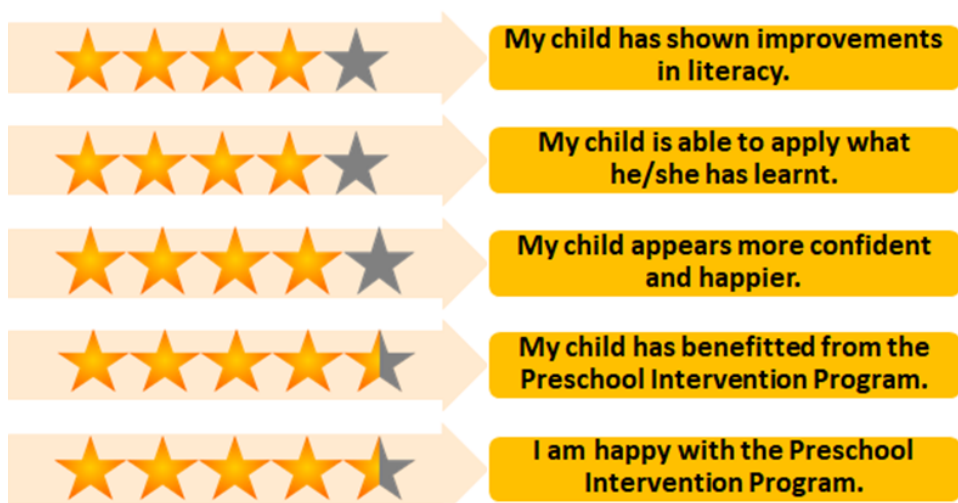 My child has shown improvements
in literacy.
My child is able to apply what
he/she has learnt.
My child appears more confident
and happier.
My child has benefitted from the
Preschool Intervention Program.
I am happy with the Preschool
Intervention Program.